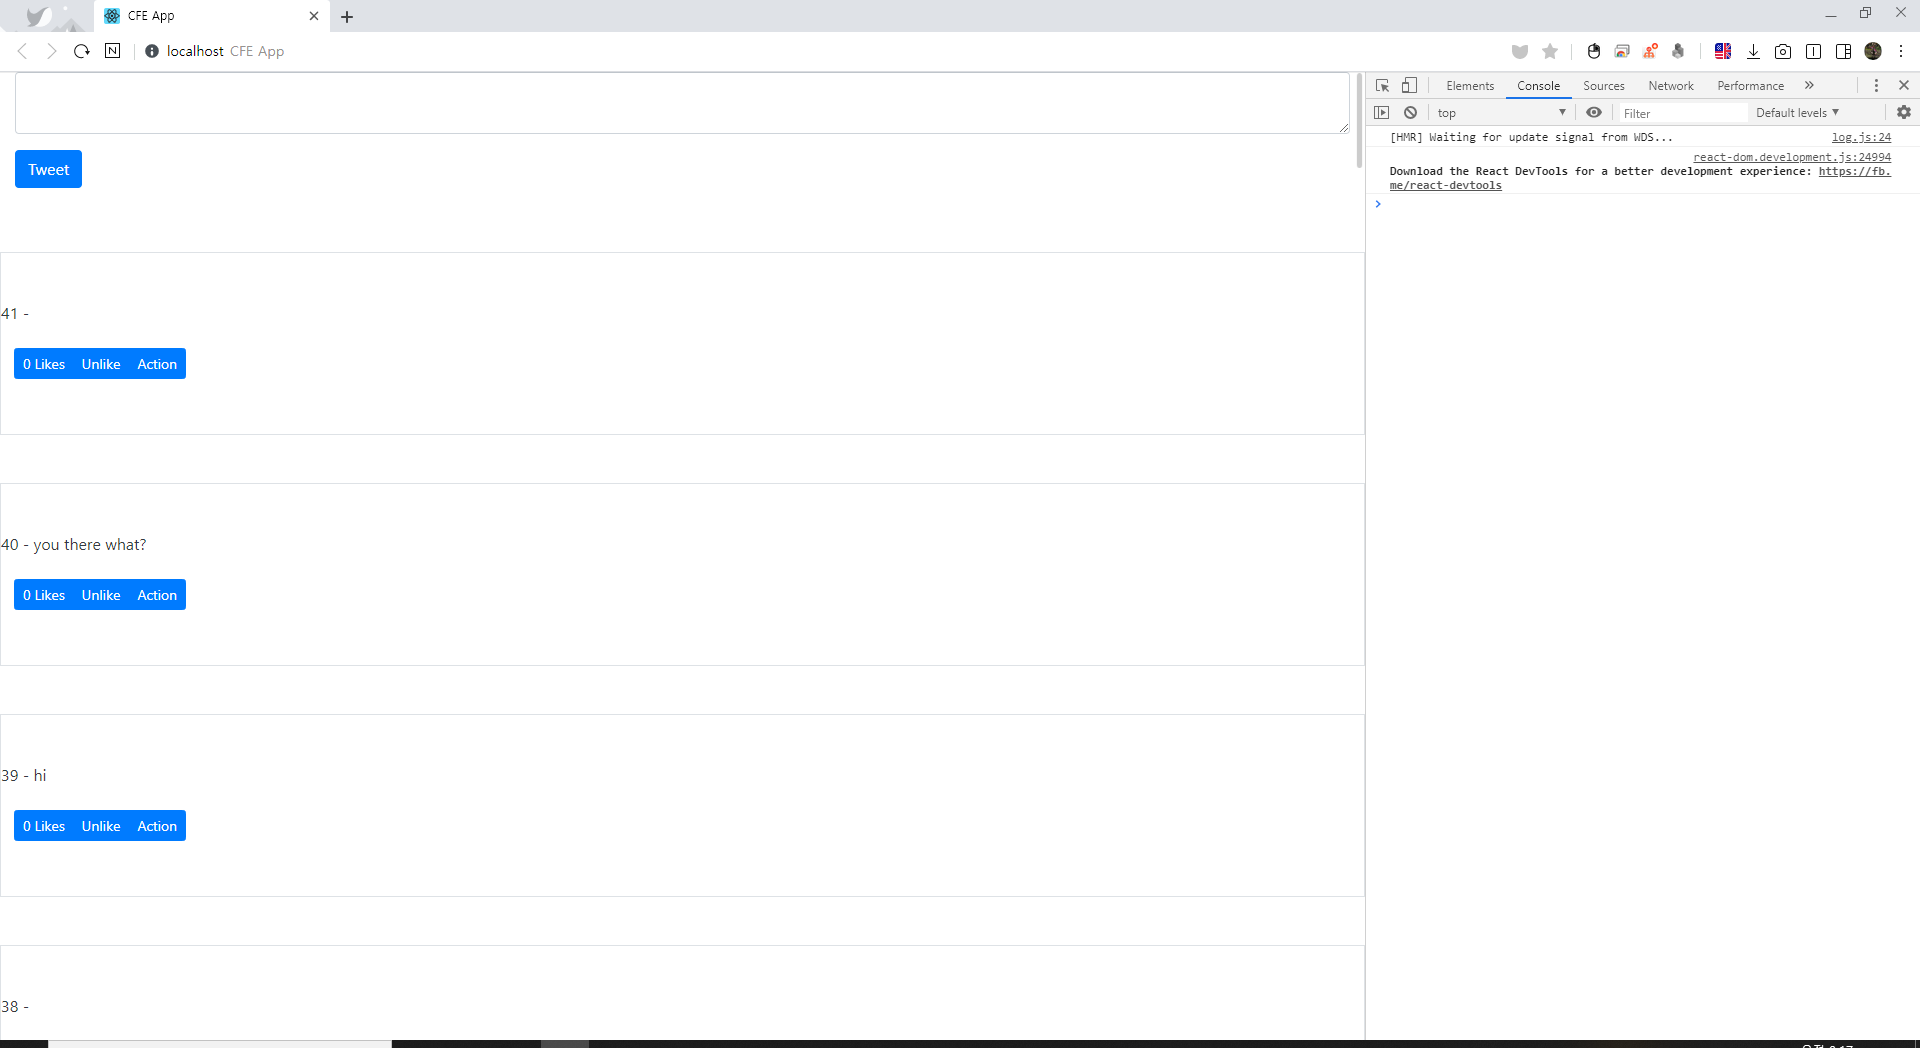 CFE App
localhost CFE App
Tweet
41 -
0 Likes Unlike Action
40 - you there what?
0 Likes Unlike Action
39 - hi
0 Likes Unlike Action
38 -
Elements Console Sources Network Performance »
top Filter Default levels
[HMR] Waiting for update signal from WDS... log.js:24
react-dom.development.js:24994
Download the React DevTools for a better development experience: https://fb.
me/react-devtools